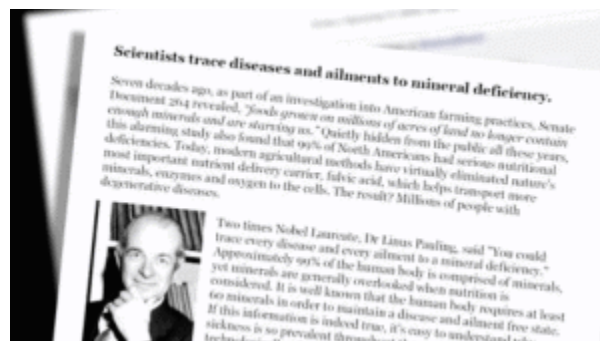 Scientists trace diseases and ailments to mineral deficiency.
Seven decades ago, as part of an investigation into American farming practices, Senate
Document 264 revealed, "foods grown on millions of acres of land no longer contain
enough minerals and are starving us." Quietly hidden from the public all these years,
this alarming study also found that 99% of North Americans had serious nutritional
deficiencies. Today, modern agricultural methods have virtually eliminated nature's
most important nutrient delivery carrier, fulvic acid, which helps transport more
minerals, enzymes and oxygen to the cells. The result? Millions of people with
degenerative diseases.
Two times Nobel Laureate, Dr Linus Pauling, said "You could
trace every disease and every ailment to a mineral deficiency."
Approximately 99% of the human body is comprised of minerals,
yet minerals are generally overlooked when nutrition is
considered. It is well known that the human body requires at least
60 minerals in order to maintain a disease and ailment free state.
If this information is indeed true, it's easy to understand why
sickness is so prevalent